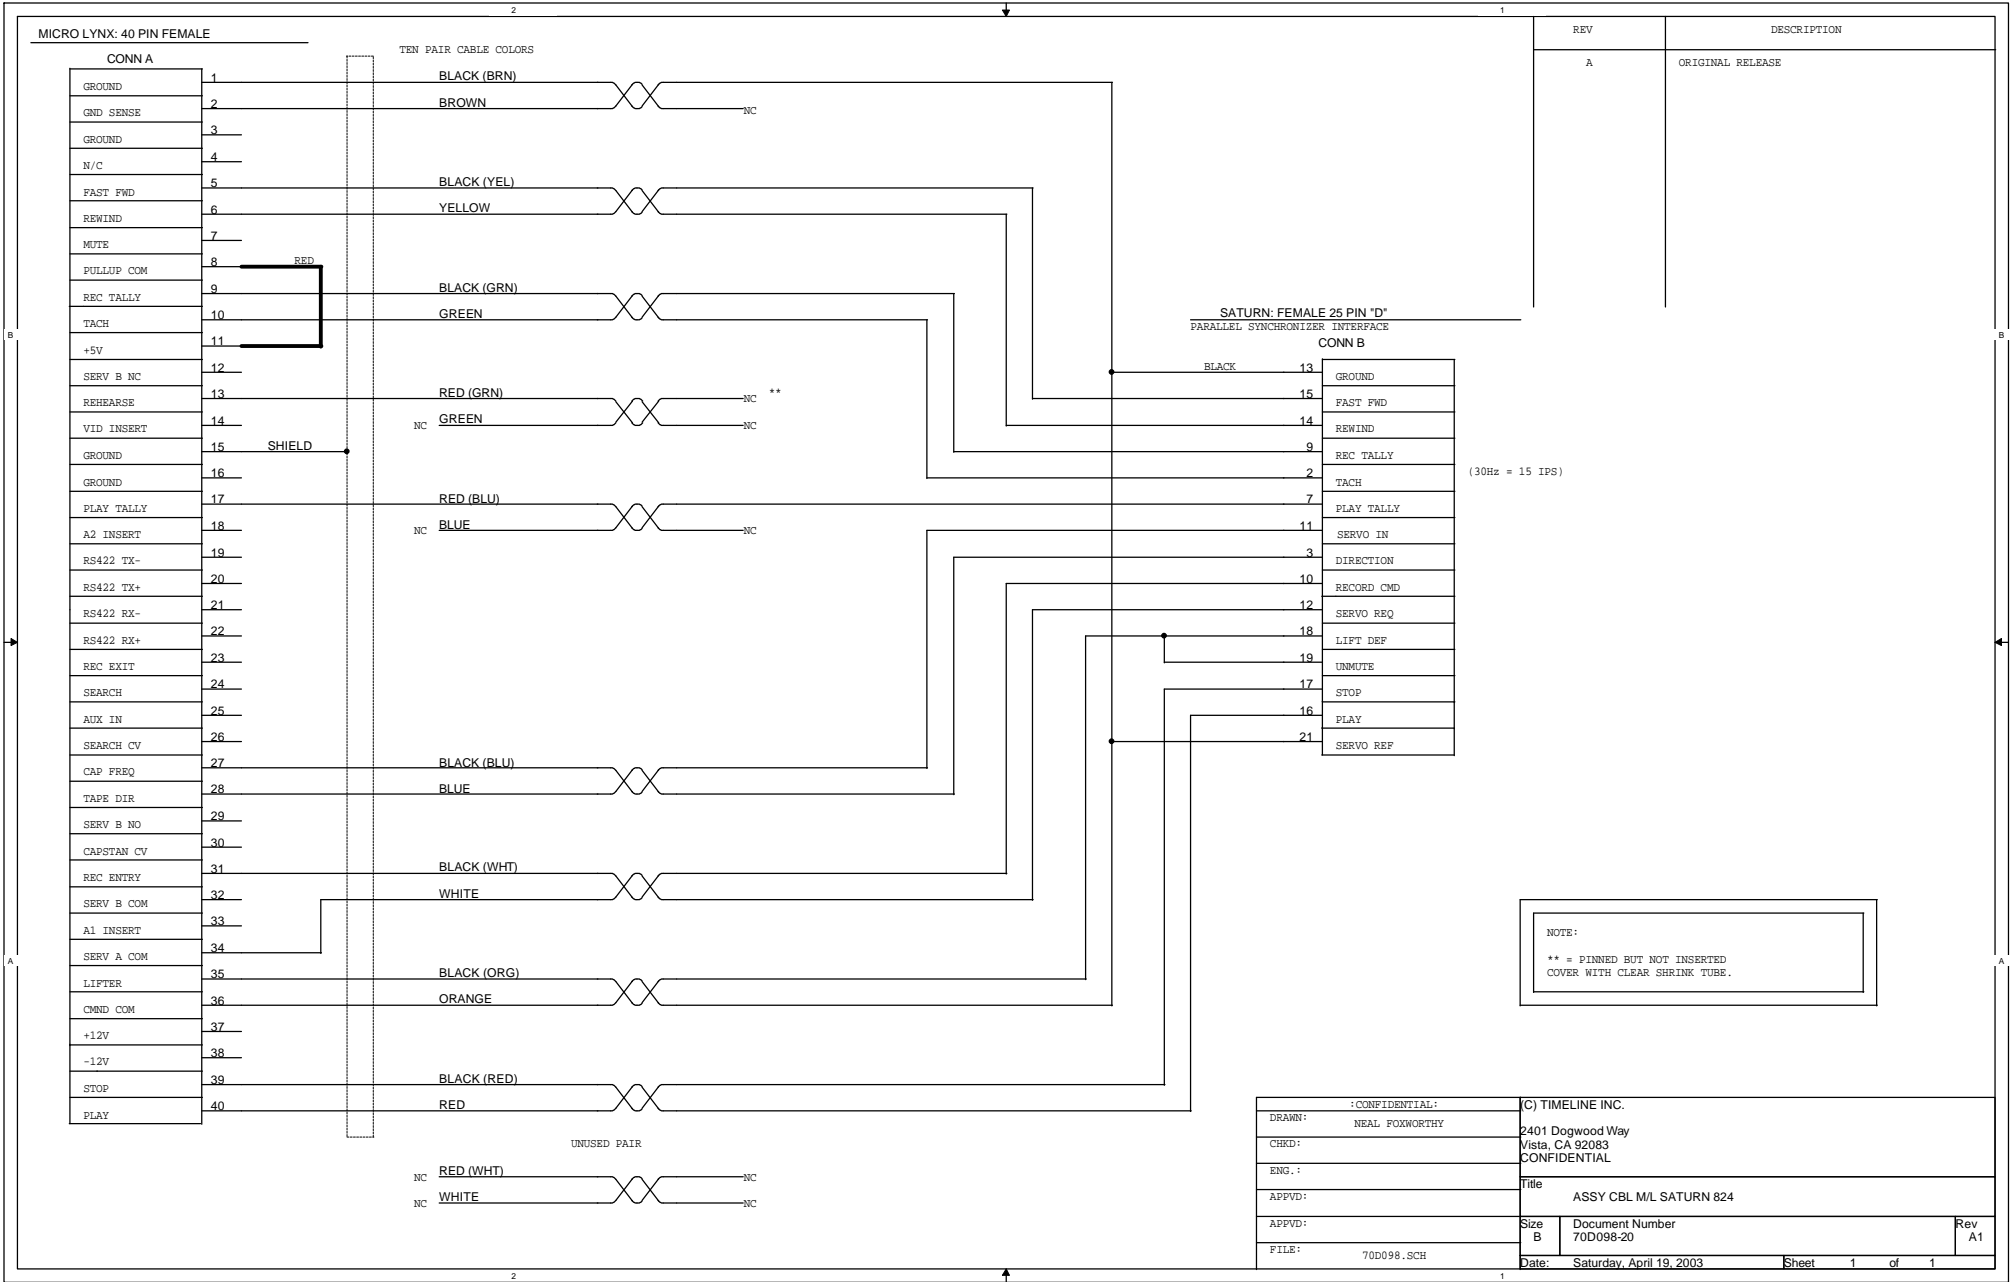 2
1
MICRO LYNX: 40 PIN FEMALE
TEN PAIR CABLE COLORS
CONN A
REV
DESCRIPTION
A
ORIGINAL RELEASE
GROUND 1 BLACK (BRN)
GND SENSE 2 BROWN NC
GROUND 3
N/C 4
FAST FWD 5 BLACK (YEL)
REWIND 6 YELLOW
MUTE 7
PULLUP COM 8 RED
REC TALLY 9 BLACK (GRN)
TACH 10 GREEN
+5V 11
SERV B NC 12
REHEARSE 13 RED (GRN) NC **
VID INSERT 14 NC GREEN NC
GROUND 15 SHIELD
GROUND 16
PLAY TALLY 17 RED (BLU)
A2 INSERT 18 NC BLUE NC
RS422 TX- 19
RS422 TX+ 20
RS422 RX- 21
RS422 RX+ 22
REC EXIT 23
SEARCH 24
AUX IN 25
SEARCH CV 26
CAP FREQ 27 BLACK (BLU)
TAPE DIR 28 BLUE
SERV B NO 29
CAPSTAN CV 30
REC ENTRY 31 BLACK (WHT)
SERV B COM 32 WHITE
A1 INSERT 33
SERV A COM 34
LIFTER 35 BLACK (ORG)
CMND COM 36 ORANGE
+12V 37
-12V 38
STOP 39 BLACK (RED)
PLAY 40 RED
UNUSED PAIR
NC RED (WHT) NC
NC WHITE NC
SATURN: FEMALE 25 PIN "D"
PARALLEL SYNCHRONIZER INTERFACE
CONN B
BLACK 13 GROUND
15 FAST FWD
14 REWIND
9 REC TALLY
(30Hz = 15 IPS)
2 TACH
7 PLAY TALLY
11 SERVO IN
3 DIRECTION
10 RECORD CMD
12 SERVO REQ
18 LIFT DEF
19 UNMUTE
17 STOP
16 PLAY
21 SERVO REF
B
B
A
A
NOTE:
** = PINNED BUT NOT INSERTED
COVER WITH CLEAR SHRINK TUBE.
:CONFIDENTIAL:
DRAWN: NEAL FOXWORTHY
CHKD:
ENG.:
APPVD:
APPVD:
FILE: 70D098.SCH
(C) TIMELINE INC.
2401 Dogwood Way
Vista, CA 92083
CONFIDENTIAL
Title
ASSY CBL M/L SATURN 824
Size Document Number Rev
B 70D098-20 A1
Date: Saturday, April 19, 2003 Sheet 1 of 1
2
1